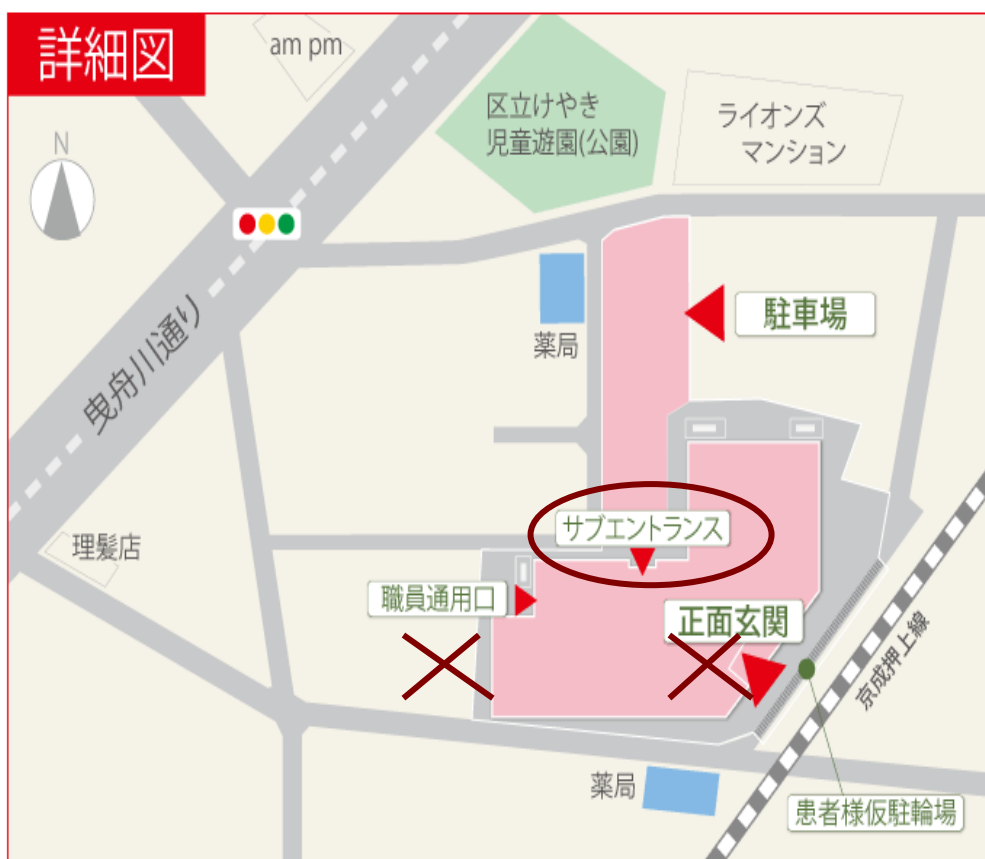 詳細図
am pm
N
区立けやき
児童遊園(公園)
ライオンズ
マンション
駐車場
薬局
曳舟川通り
サブエントランス
理髪店
職員通用口
正面玄関
京成押上線
薬局
患者様仮駐輪場